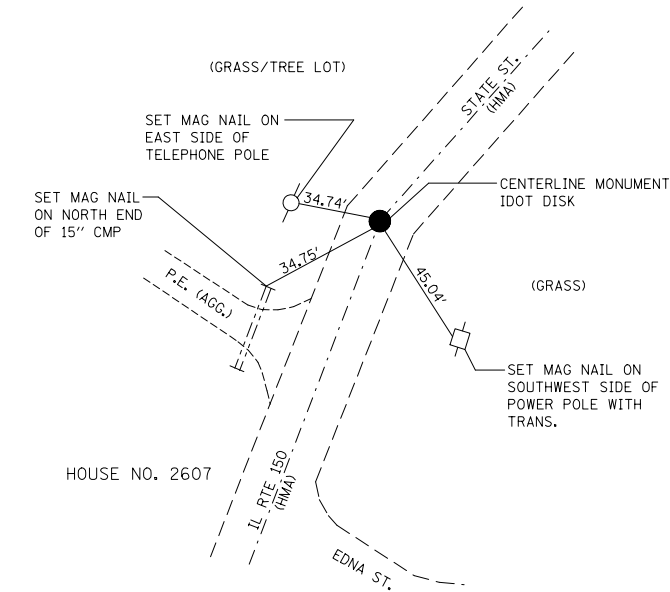 (GRASS/TREE LOT)
STATE ST.
(HMA)
SET MAG NAIL ON
EAST SIDE OF
TELEPHONE POLE
34.74'
CENTERLINE MONUMENT
IDOT DISK
SET MAG NAIL
ON NORTH END
OF 15" CMP
34.75'
P.E. (AGG.)
45.04'
(GRASS)
SET MAG NAIL ON
SOUTHWEST SIDE OF
POWER POLE WITH
TRANS.
HOUSE NO. 2607
IL RTE 150
(HMA)
EDNA ST.